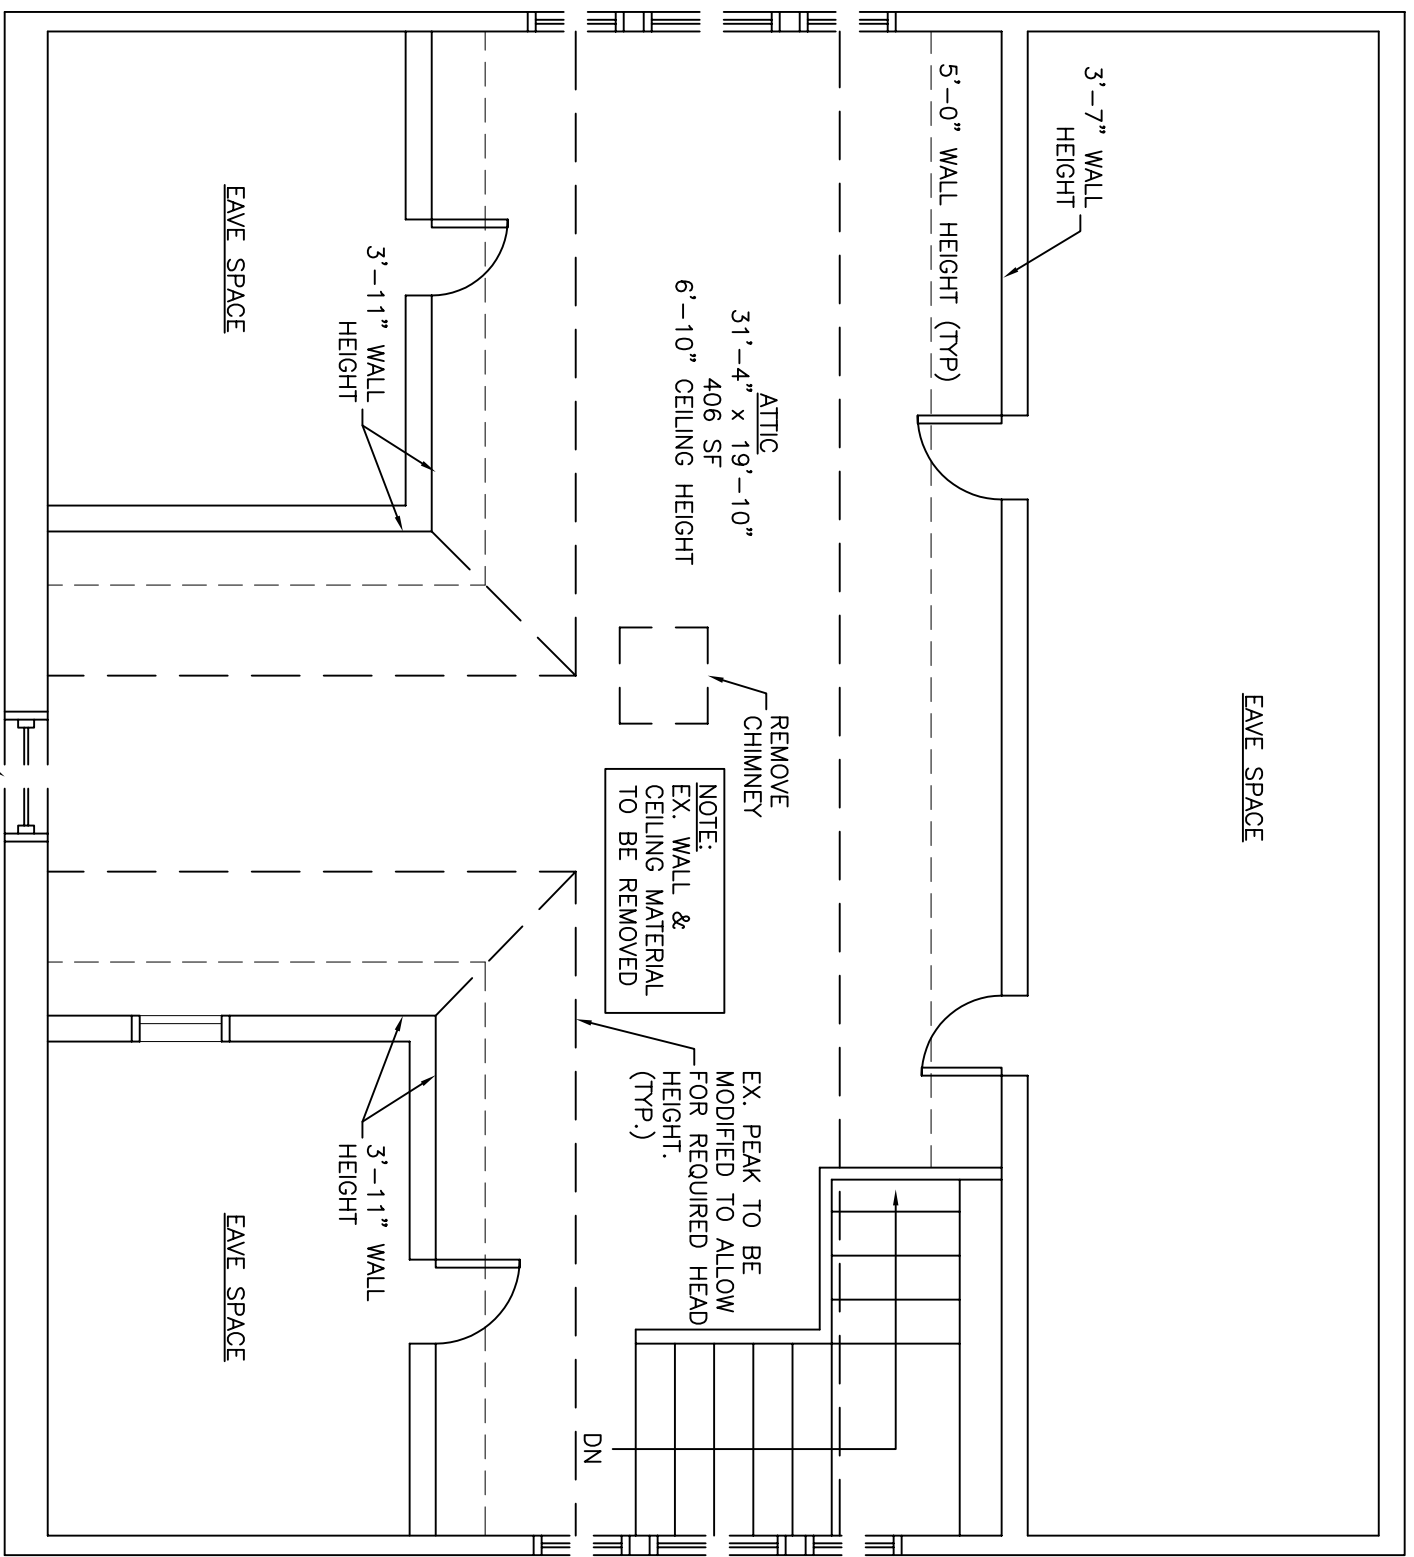 EAVE SPACE
3'-7" WALL
HEIGHT
5'-0" WALL HEIGHT (TYP)
REMOVE
CHIMNEY
ATTIC
31'-4" x 19'-10"
406 SF
6'-10" CEILING HEIGHT
NOTE:
EX. WALL &
CEILING MATERIAL
TO BE REMOVED
EX. PEAK TO BE
MODIFIED TO ALLOW
FOR REQUIRED HEAD
HEIGHT.
(TYP.)
DN
3'-11" WALL
HEIGHT
3'-11" WALL
HEIGHT
EAVE SPACE
EAVE SPACE